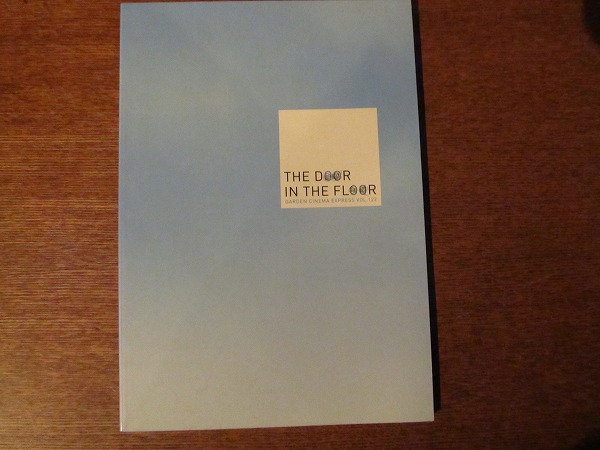 THE DOOR
IN THE FLOOR
GARDEN CINEMA EXPRESS VOL.120